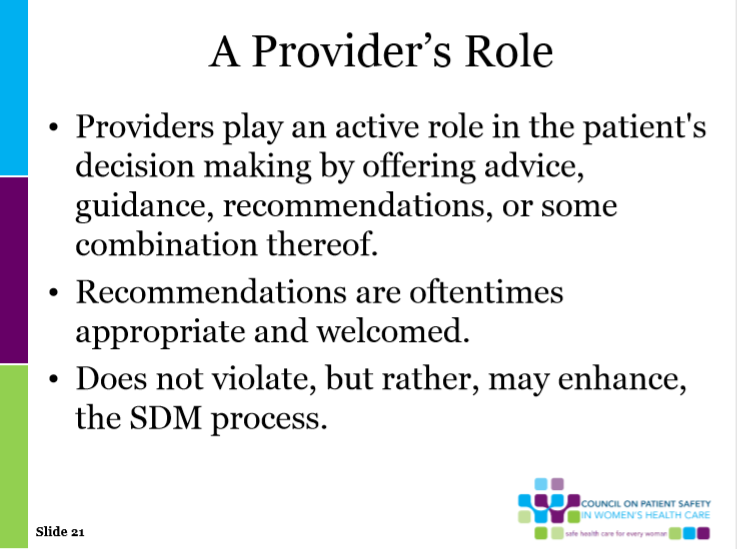 A Provider’s Role
• Providers play an active role in the patient's
decision making by offering advice,
guidance, recommendations, or some
combination thereof.
• Recommendations are oftentimes
appropriate and welcomed.
• Does not violate, but rather, may enhance,
the SDM process.
COUNCIL ON PATIENT SAFETY
IN WOMEN'S HEALTH CARE
safe health care for every woman
Slide 21